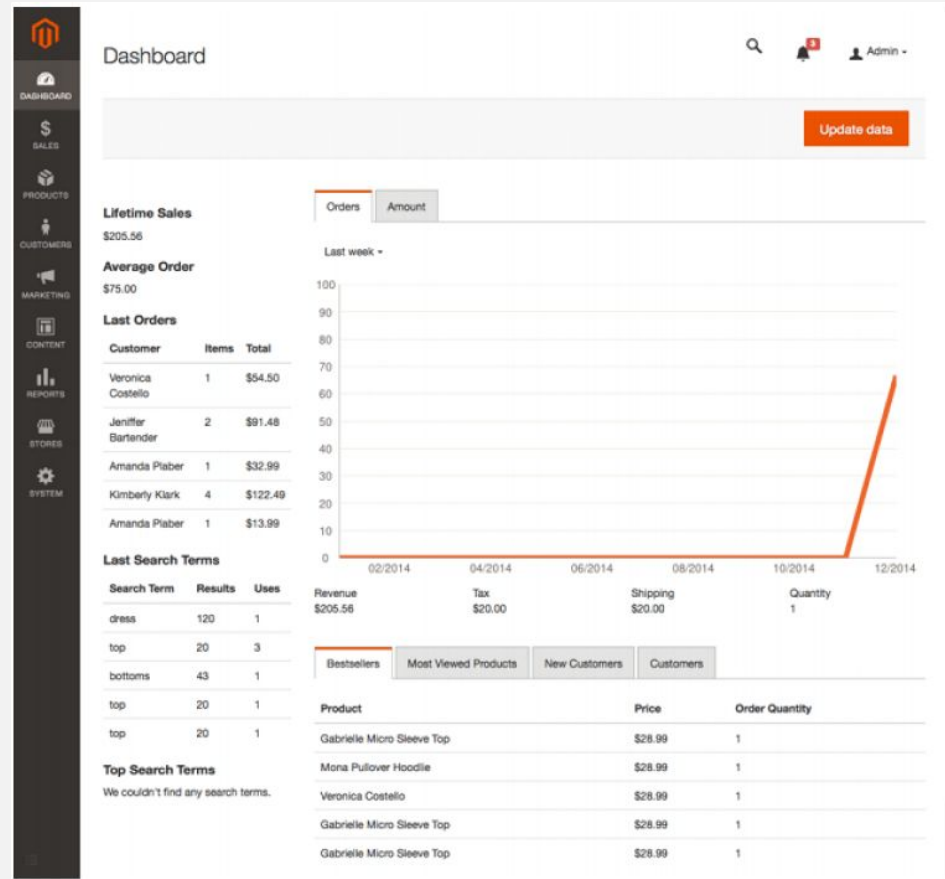 Dashboard
3
Admin
DASHBOARD
SALES
PRODUCTS
CUSTOMERS
MARKETING
CONTENT
REPORTS
STORES
SYSTEM
Update data
Lifetime Sales
$205.56
Average Order
$75.00
Last Orders
Customer Items Total
Veronica
Costello 1 $54.50
Jeniffer
Bartender 2 $91.48
Amanda Plaber 1 $32.99
Kimberly Klark 4 $122.49
Amanda Plaber 1 $13.99
Last Search Terms
Search Term Results Uses
dress 120 1
top 20 3
bottoms 43 1
top 20 1
top 20 1
Top Search Terms
We couldn't find any search terms.
Orders Amount
Last week
100
90
80
70
60
50
40
30
20
10
0
02/2014 04/2014 06/2014 08/2014 10/2014 12/2014
Revenue Tax Shipping Quantity
$205.56 $20.00 $20.00 1
Bestsellers Most Viewed Products New Customers Customers
Product Price Order Quantity
Gabrielle Micro Sleeve Top $28.99 1
Mona Pullover Hoodlie $28.99 1
Veronica Costello $28.99 1
Gabrielle Micro Sleeve Top $28.99 1
Gabrielle Micro Sleeve Top $28.99 1